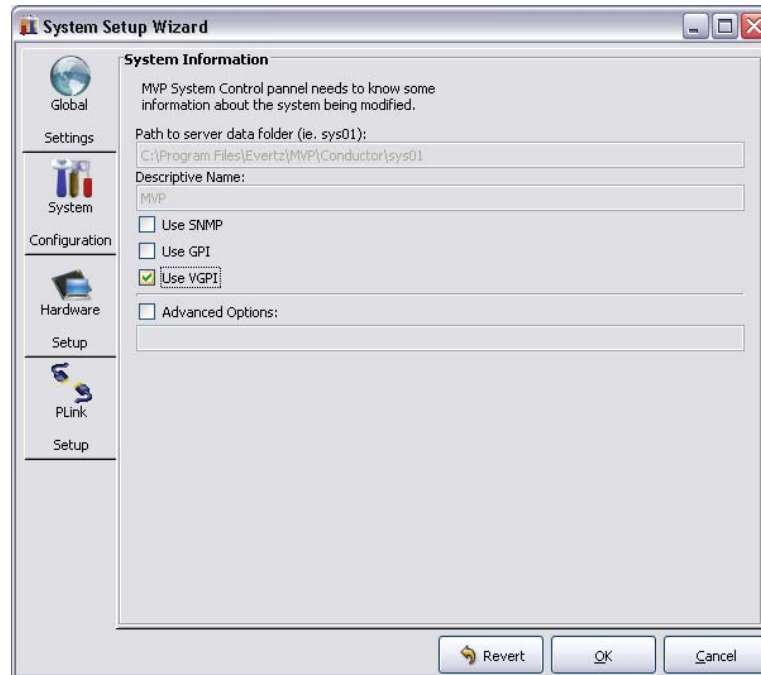 System Setup Wizard
Global
Settings
System
Configuration
Hardware
Setup
PLink
Setup
System Information
MVP System Control pannel needs to know some
information about the system being modified.
Path to server data folder (ie. sys01):
C:\Program Files\Evertz\MVP\Conductor\sys01
Descriptive Name:
MVP
Use SNMP
Use GPI
Use VGPI
Advanced Options:
Revert
OK
Cancel